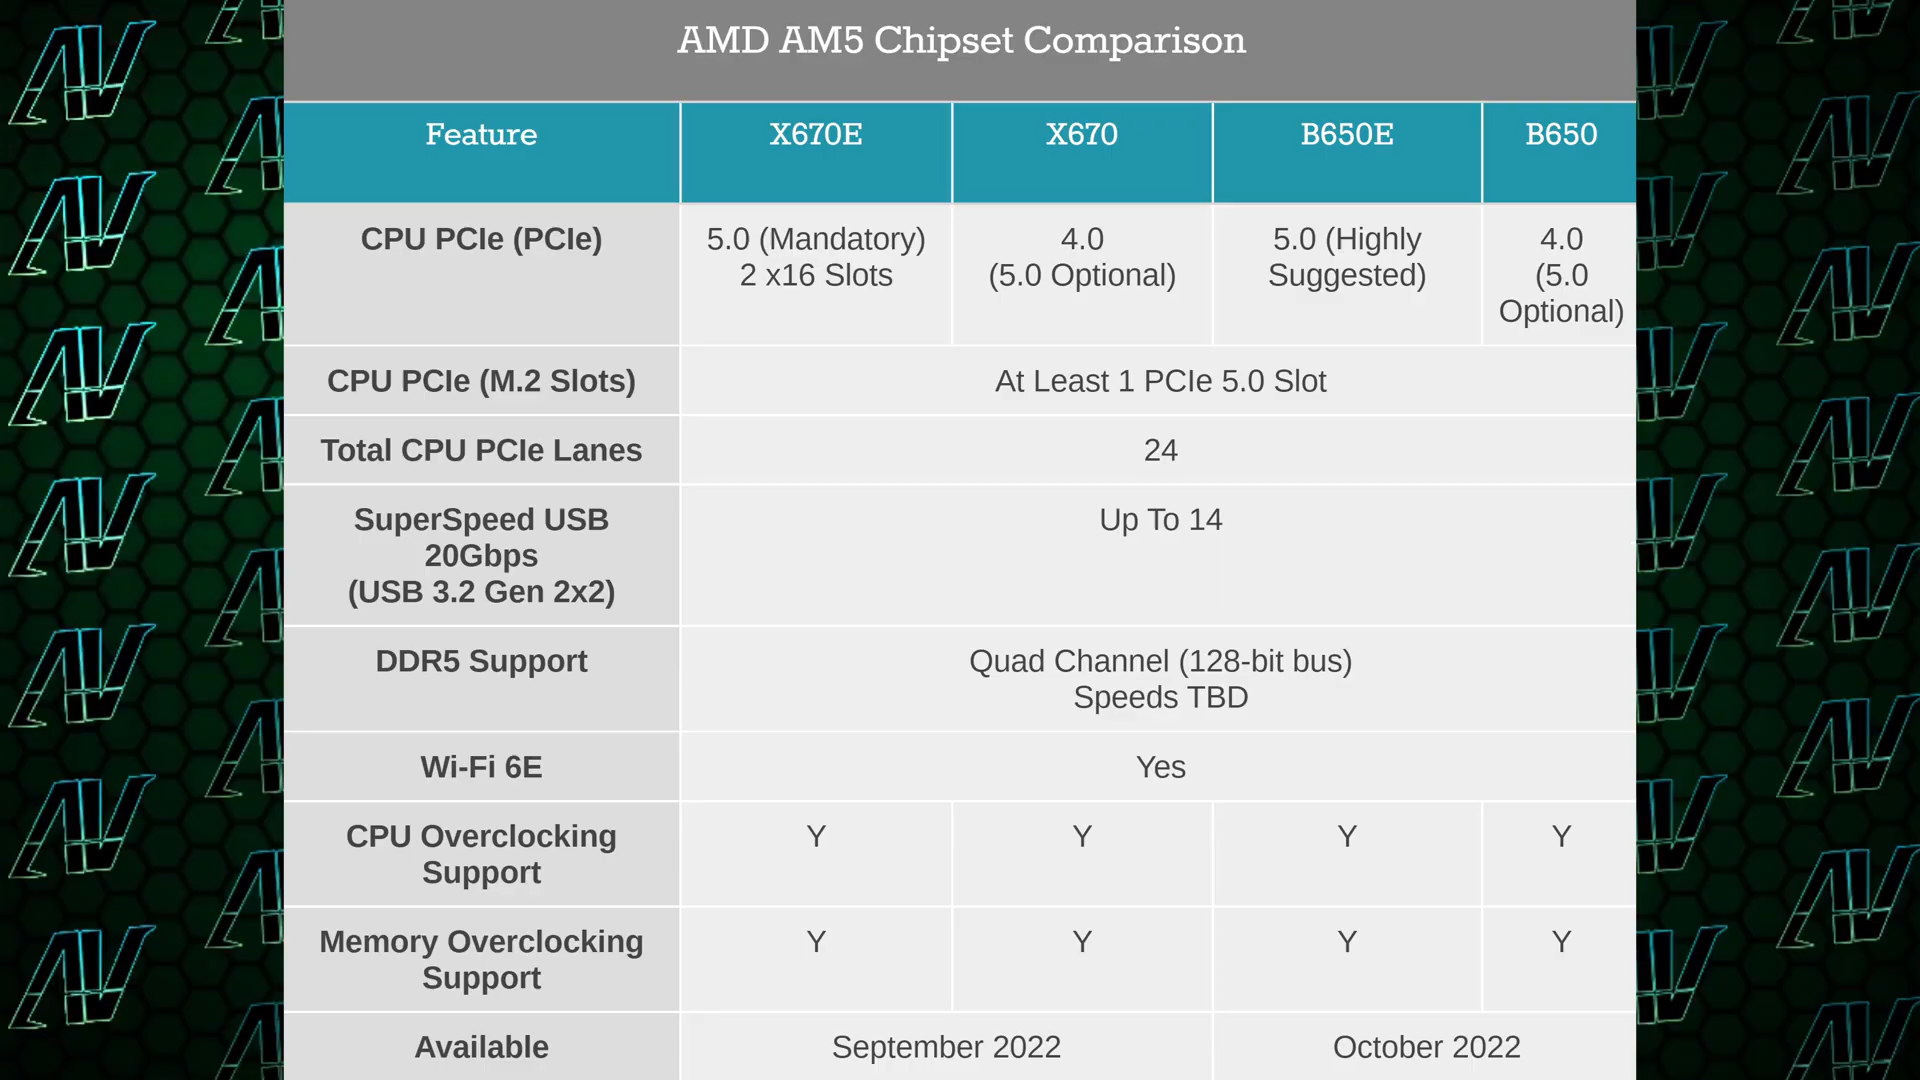 AMD AM5 Chipset Comparison
Feature
X670E
X670
B650E
B650
CPU PCIe (PCIe)
5.0 (Mandatory)
2 x16 Slots
4.0
(5.0 Optional)
5.0 (Highly
Suggested)
4.0
(5.0
Optional)
CPU PCIe (M.2 Slots)
At Least 1 PCIe 5.0 Slot
Total CPU PCIe Lanes
24
SuperSpeed USB
20Gbps
(USB 3.2 Gen 2x2)
Up To 14
DDR5 Support
Quad Channel (128-bit bus)
Speeds TBD
Wi-Fi 6E
Yes
CPU Overclocking
Support
Y
Y
Y
Y
Memory Overclocking
Support
Y
Y
Y
Y
Available
September 2022
October 2022